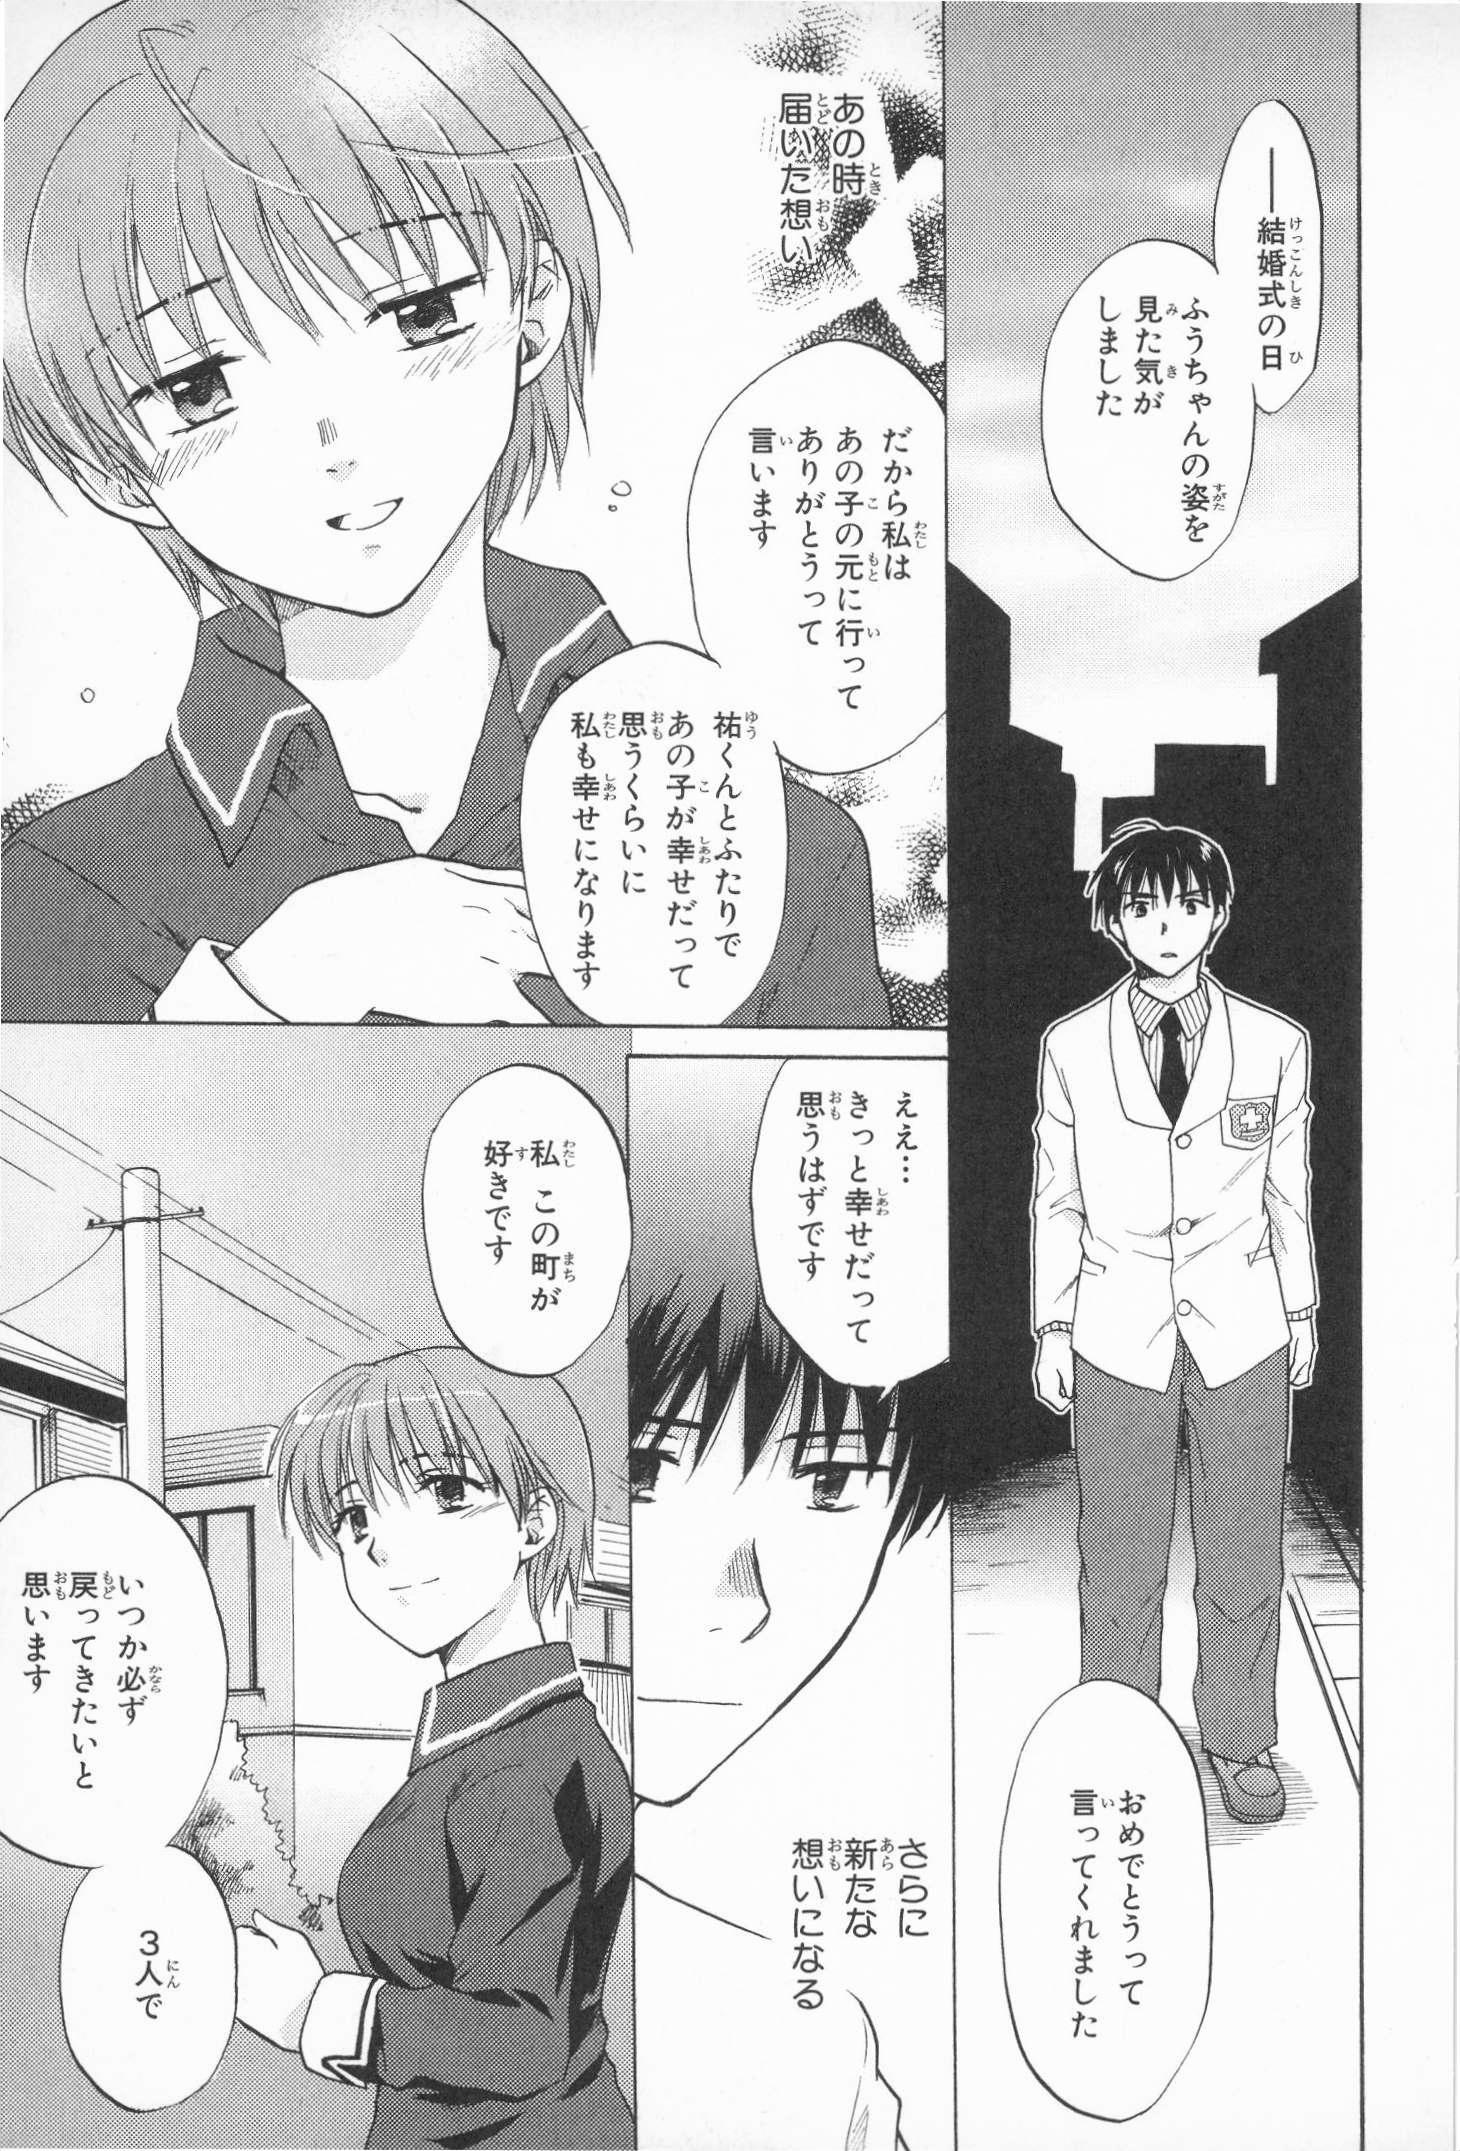 ――結婚式の日
ふうちゃんの姿を
見た気が
しました
おめでとうって
言ってくれました
あの時
届いた想い
だから私は
あの子の元に行って
ありがとうって
言います
祐くんとふたりで
あの子が幸せだって
思うくらいに
私も幸せになります
ええ…
きっと幸せだって
思うはずです
さらに
新たな
想いになる
私 この町が
好きです
いつか必ず
戻ってきたいと
思います
3人で